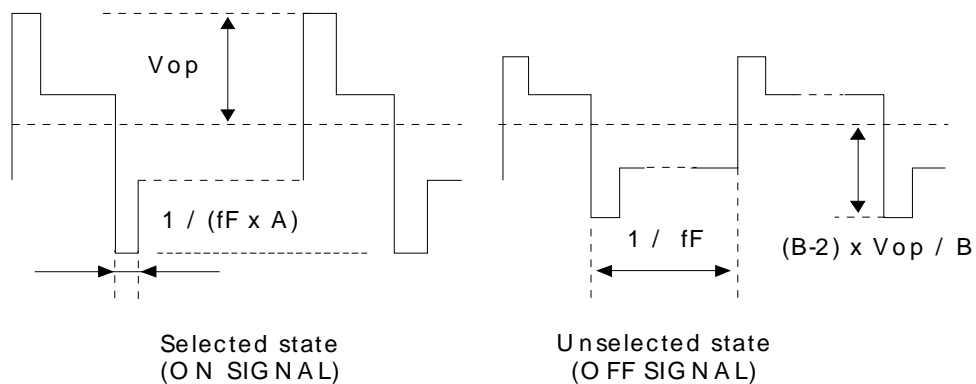 Vop
1 / (fF x A)
Selected state
(ON SIGNAL)
1 / fF
(B-2) x Vop / B
Unselected state
(OFF SIGNAL)